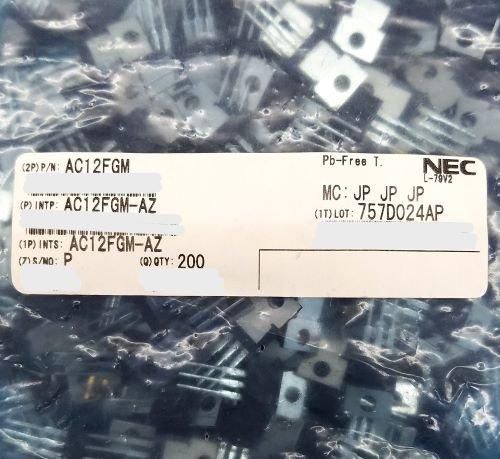 (2P)P/N: AC12FGM
Pb-Free T. NEC
L-79V2
(P)INTP: AC12FGM-AZ
MC: JP JP JP
(1T)LOT: 757D024AP
(1P)INTS: AC12FGM-AZ
(Z)S/NO: P (Q)QTY: 200